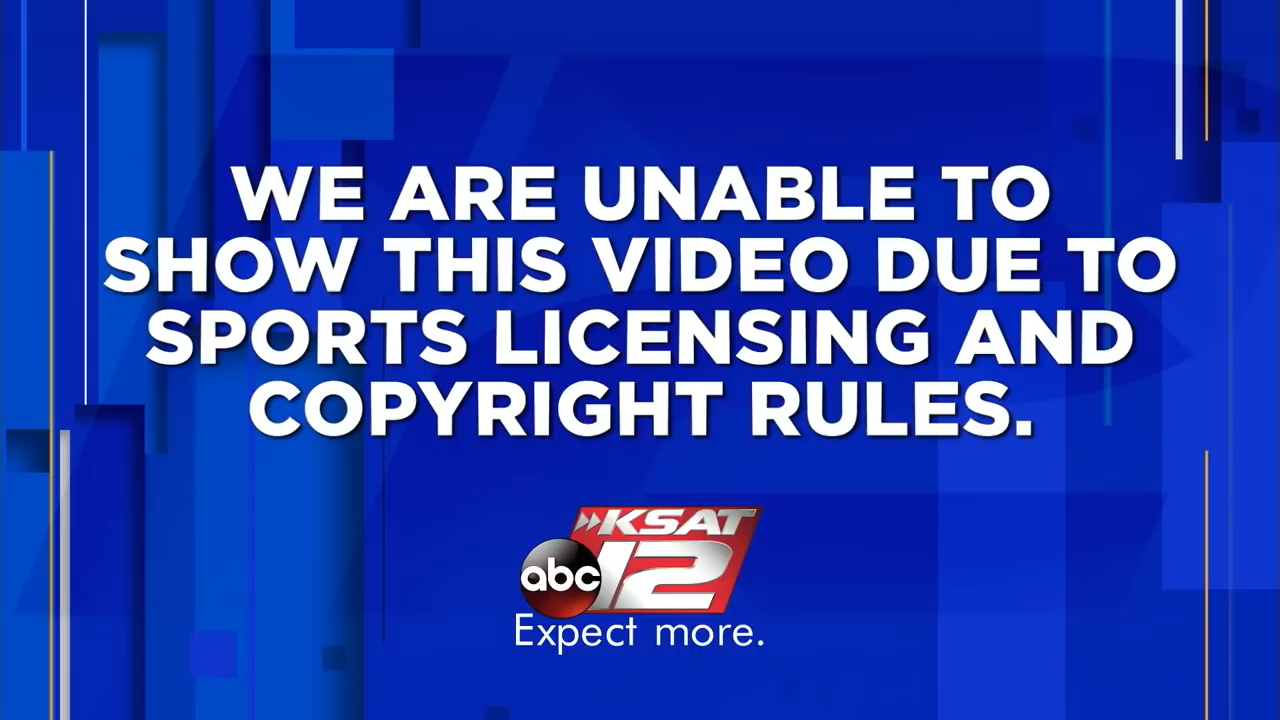 WE ARE UNABLE TO
SHOW THIS VIDEO DUE TO
SPORTS LICENSING AND
COPYRIGHT RULES.
KSAT
abc 12
Expect more.